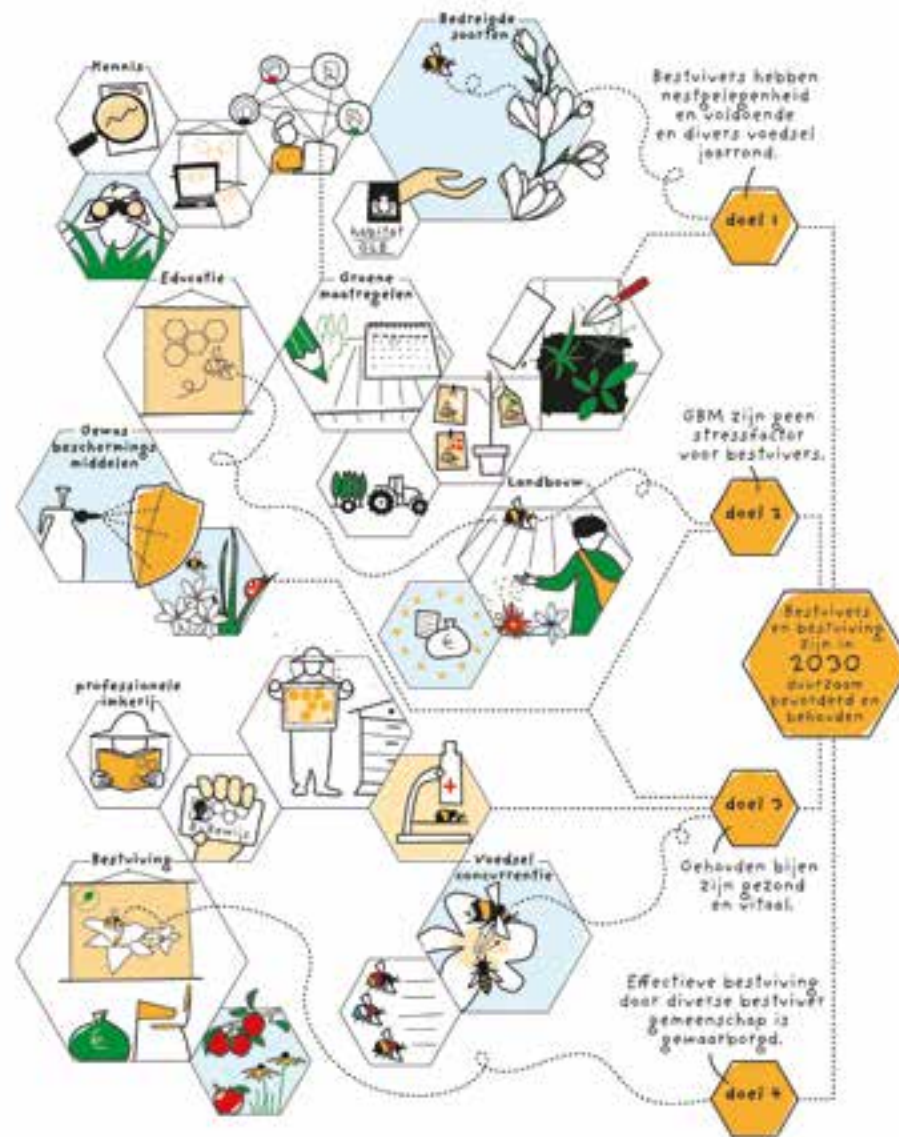 Kennis
Bedreigde
soorten
Bestuivers hebben
nestgelegenheid
en voldoende
en divers voedsel
jaarrond.
doel 1
habitat
GLB
Educatie
Groene
maatregelen
Gewas
beschermings
middelen
GBM zijn geen
stressfactor
voor bestuivers.
doel 2
Landbouw
€
Bestuivers
en bestuiving
zijn in
2030
duurzaam
bevorderd en
behouden
professionele
imkerij
doel 3
Gehouden bijen
zijn gezond
en vitaal.
Bestuiving
Voedsel
concurrentie
€
Effectieve bestuiving
door diverse bestuiver
gemeenschap is
gewaarborgd.
doel 4